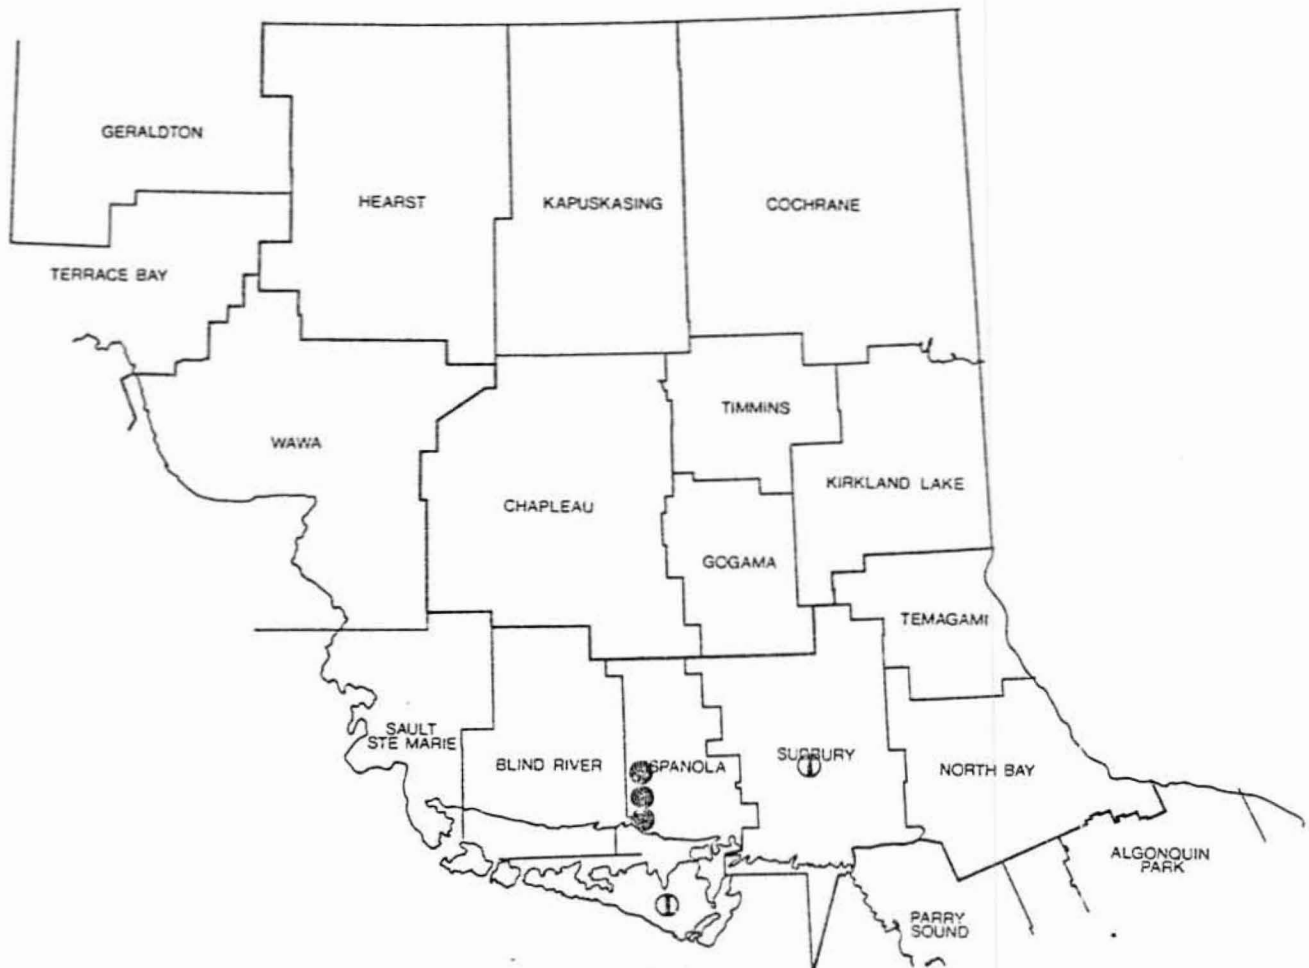 GERALDTON
HEARST
KAPUSKASING
COCHRANE
TERRACE BAY
TIMMINS
WAWA
KIRKLAND LAKE
CHAPLEAU
GOGAMA
TEMAGAMI
SAULT
STE MARIE
BLIND RIVER
SPANOLA
SUDBURY
NORTH BAY
ALGONQUIN
PARK
PARRY
SOUND